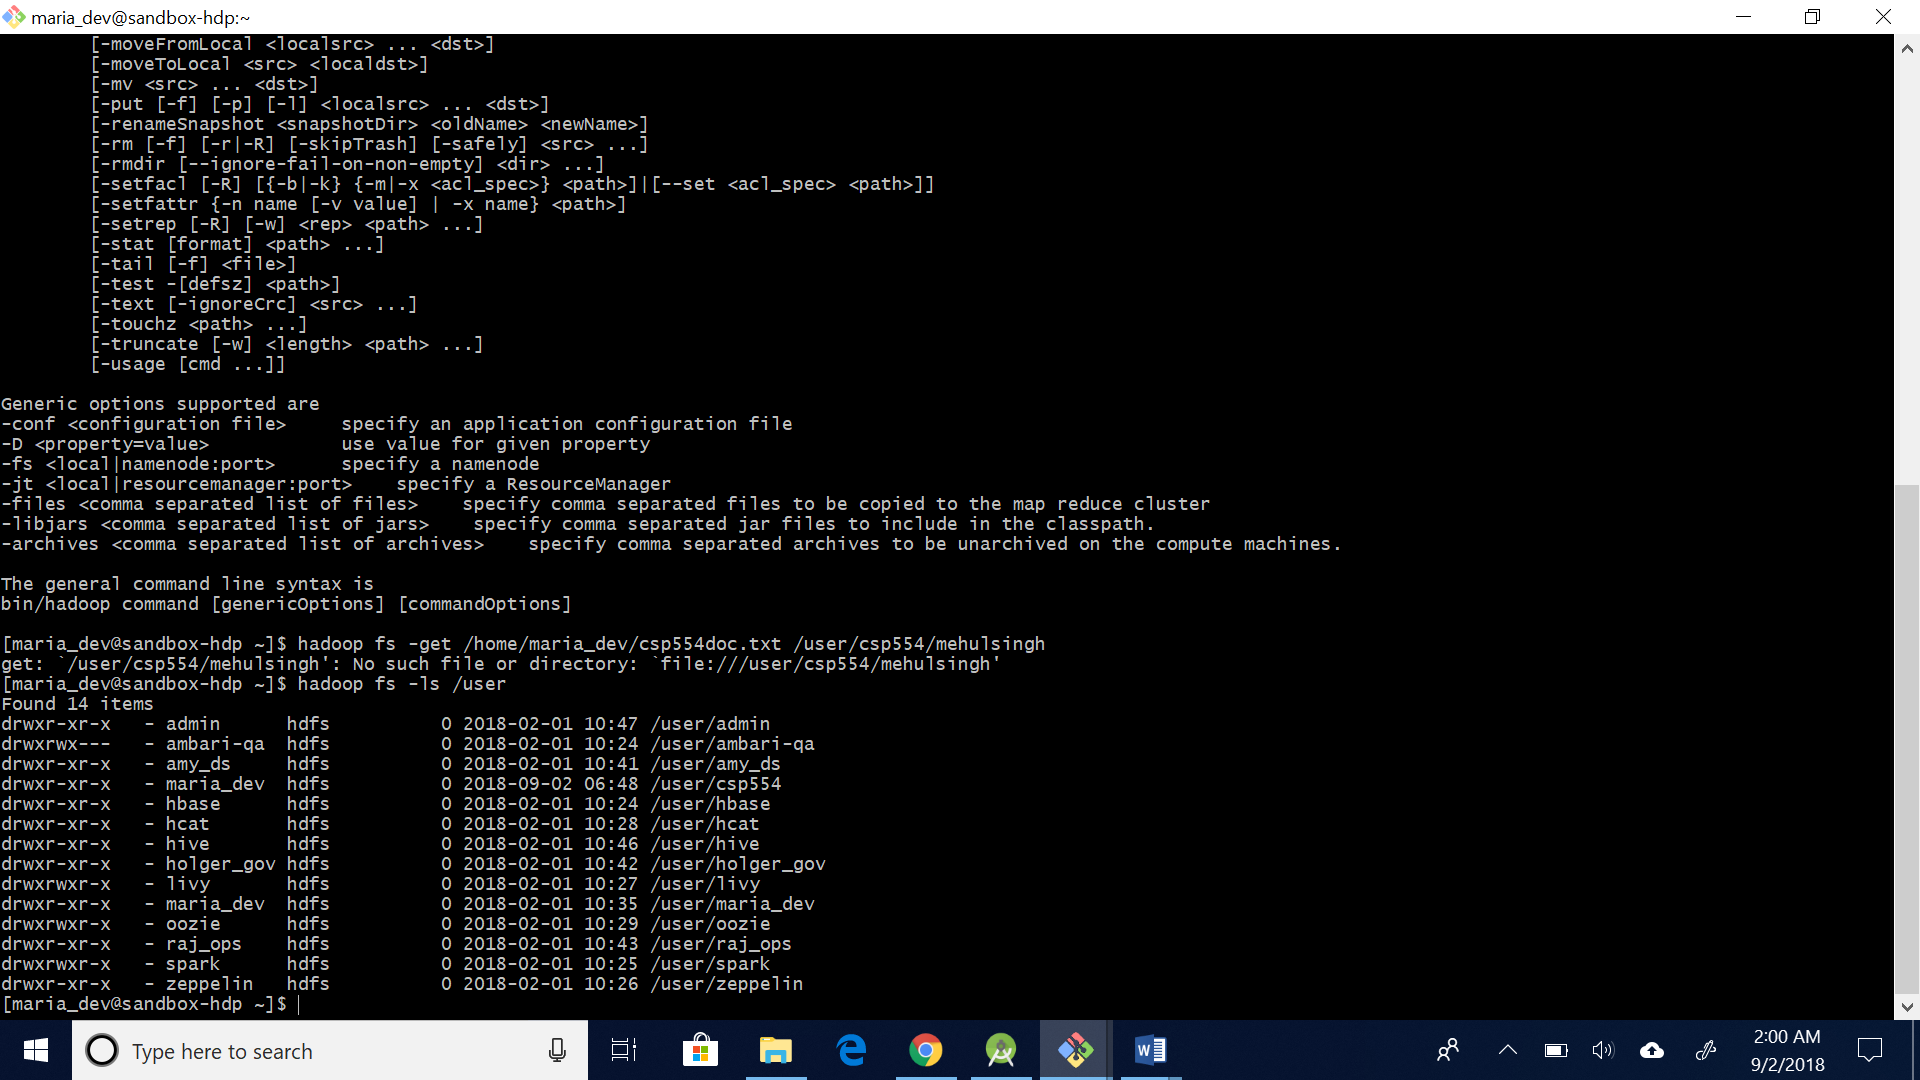 maria_dev@sandbox-hdp:~
[-moveFromLocal <localsrc> ... <dst>]
[-moveToLocal <src> <localdst>]
[-mv <src> ... <dst>]
[-put [-f] [-p] [-l] <localsrc> ... <dst>]
[-renameSnapshot <snapshotDir> <oldName> <newName>]
[-rm [-f] [-r|-R] [-skipTrash] [-safely] <src> ...]
[-rmdir [--ignore-fail-on-non-empty] <dir> ...]
[-setfacl [-R] [{-b|-k} {-m|-x <acl_spec>} <path>]|[--set <acl_spec> <path>]]
[-setfattr {-n name [-v value] | -x name} <path>]
[-setrep [-R] [-w] <rep> <path> ...]
[-stat [format] <path> ...]
[-tail [-f] <file>]
[-test -[defsz] <path>]
[-text [-ignoreCrc] <src> ...]
[-touchz <path> ...]
[-truncate [-w] <length> <path> ...]
[-usage [cmd ...]]
Generic options supported are
-conf <configuration file>     specify an application configuration file
-D <property=value>            use value for given property
-fs <local|namenode:port>      specify a namenode
-jt <local|resourcemanager:port>    specify a ResourceManager
-files <comma separated list of files>    specify comma separated files to be copied to the map reduce cluster
-libjars <comma separated list of jars>    specify comma separated jar files to include in the classpath.
-archives <comma separated list of archives>    specify comma separated archives to be unarchived on the compute machines.
The general command line syntax is
bin/hadoop command [genericOptions] [commandOptions]
[maria_dev@sandbox-hdp ~]$ hadoop fs -get /home/maria_dev/csp554doc.txt /user/csp554/mehulsingh
get: `/user/csp554/mehulsingh': No such file or directory: `file:///user/csp554/mehulsingh'
[maria_dev@sandbox-hdp ~]$ hadoop fs -ls /user
Found 14 items
drwxr-xr-x   - admin      hdfs          0 2018-02-01 10:47 /user/admin
drwxrwx---   - ambari-qa  hdfs          0 2018-02-01 10:24 /user/ambari-qa
drwxr-xr-x   - amy_ds     hdfs          0 2018-02-01 10:41 /user/amy_ds
drwxr-xr-x   - maria_dev  hdfs          0 2018-09-02 06:48 /user/csp554
drwxr-xr-x   - hbase      hdfs          0 2018-02-01 10:24 /user/hbase
drwxr-xr-x   - hcat       hdfs          0 2018-02-01 10:28 /user/hcat
drwxr-xr-x   - hive       hdfs          0 2018-02-01 10:46 /user/hive
drwxr-xr-x   - holger_gov hdfs          0 2018-02-01 10:42 /user/holger_gov
drwxrwxr-x   - livy       hdfs          0 2018-02-01 10:27 /user/livy
drwxr-xr-x   - maria_dev  hdfs          0 2018-02-01 10:35 /user/maria_dev
drwxrwxr-x   - oozie      hdfs          0 2018-02-01 10:29 /user/oozie
drwxr-xr-x   - raj_ops    hdfs          0 2018-02-01 10:43 /user/raj_ops
drwxrwxr-x   - spark      hdfs          0 2018-02-01 10:25 /user/spark
drwxr-xr-x   - zeppelin   hdfs          0 2018-02-01 10:26 /user/zeppelin
[maria_dev@sandbox-hdp ~]$
Type here to search
2:00 AM
9/2/2018